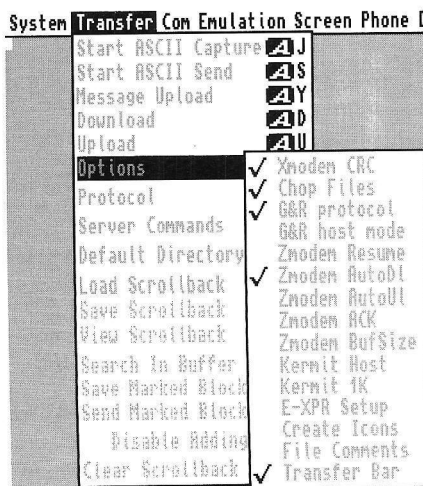 System Transfer Com Emulation Screen Phone
Start ASCII Capture A J
Start ASCII Send A S
Message Upload A Y
Download A D
Upload A U
Options
Protocol
Server Commands
Default Directory
Load Scrollback
Save Scrollback
View Scrollback
Search In Buffer
Save Marked Block
Send Marked Block
Disable Adding
Clear Scrollback
✓ Xmodem CRC
✓ Chop Files
✓ G&R protocol
G&R host mode
Zmodem Resume
✓ Zmodem AutoDl
Zmodem AutoUl
Zmodem ACK
Zmodem BufSize
Kermit Host
Kermit 1K
E-XPR Setup
Create Icons
File Comments
✓ Transfer Bar